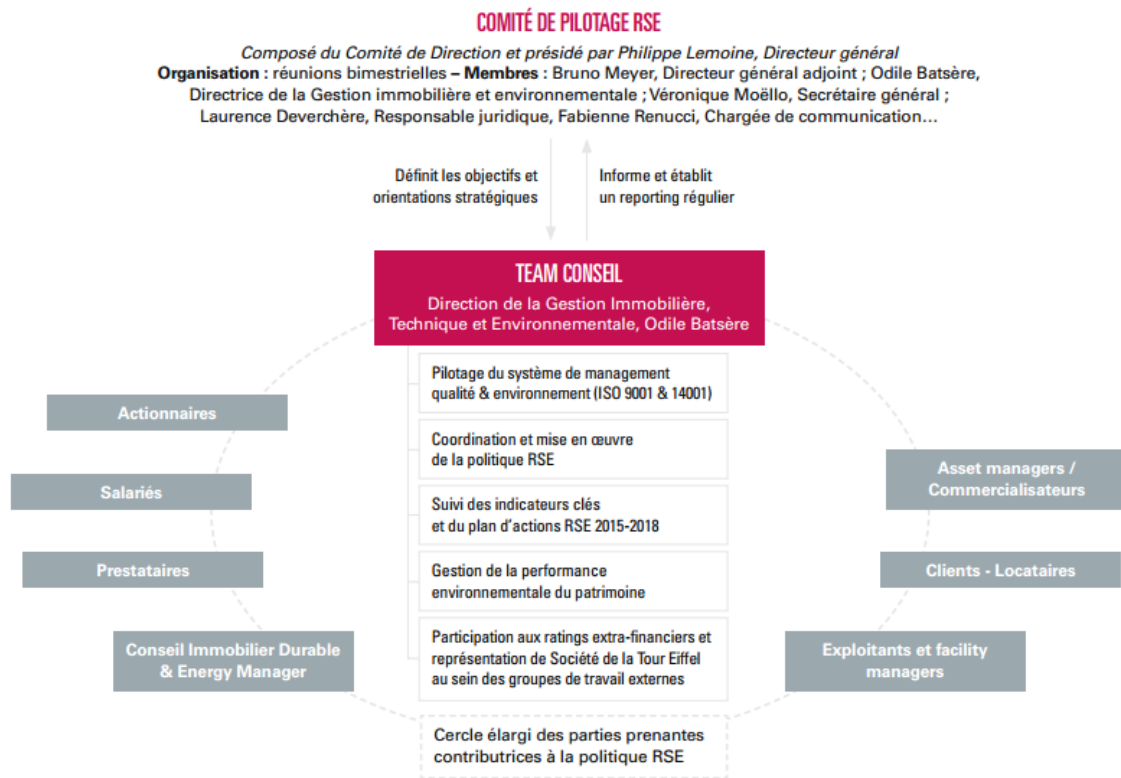 COMITÉ DE PILOTAGE RSE
Composé du Comité de Direction et présidé par Philippe Lemoine, Directeur général
Organisation : réunions bimestrielles – Membres : Bruno Meyer, Directeur général adjoint ; Odile Batsère,
Directrice de la Gestion immobilière et environnementale ; Véronique Moëllo, Secrétaire général ;
Laurence Deverchère, Responsable juridique, Fabienne Renucci, Chargée de communication…
Définit les objectifs et
orientations stratégiques
Informe et établit
un reporting régulier
TEAM CONSEIL
Direction de la Gestion Immobilière,
Technique et Environnementale, Odile Batsère
Pilotage du système de management
qualité & environnement (ISO 9001 & 14001)
Coordination et mise en œuvre
de la politique RSE
Suivi des indicateurs clés
et du plan d'actions RSE 2015-2018
Gestion de la performance
environnementale du patrimoine
Participation aux ratings extra-financiers et
représentation de Société de la Tour Eiffel
au sein des groupes de travail externes
Actionnaires
Salariés
Prestataires
Conseil Immobilier Durable
& Energy Manager
Asset managers /
Commercialisateurs
Clients - Locataires
Exploitants et facility
managers
Cercle élargi des parties prenantes
contributrices à la politique RSE